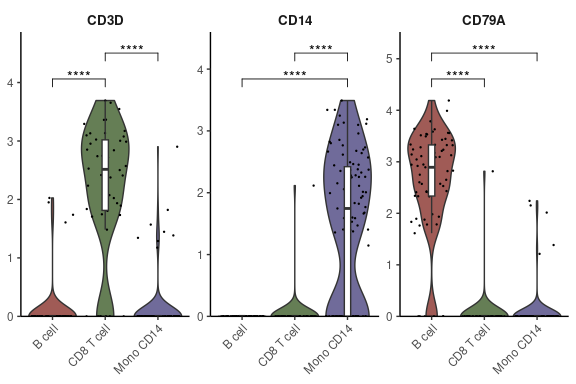 CD3D
CD14
CD79A
****
****
0
1
2
3
4
B cell
CD8 T cell
Mono CD14
****
****
0
1
2
3
4
B cell
CD8 T cell
Mono CD14
****
****
0
1
2
3
4
5
B cell
CD8 T cell
Mono CD14